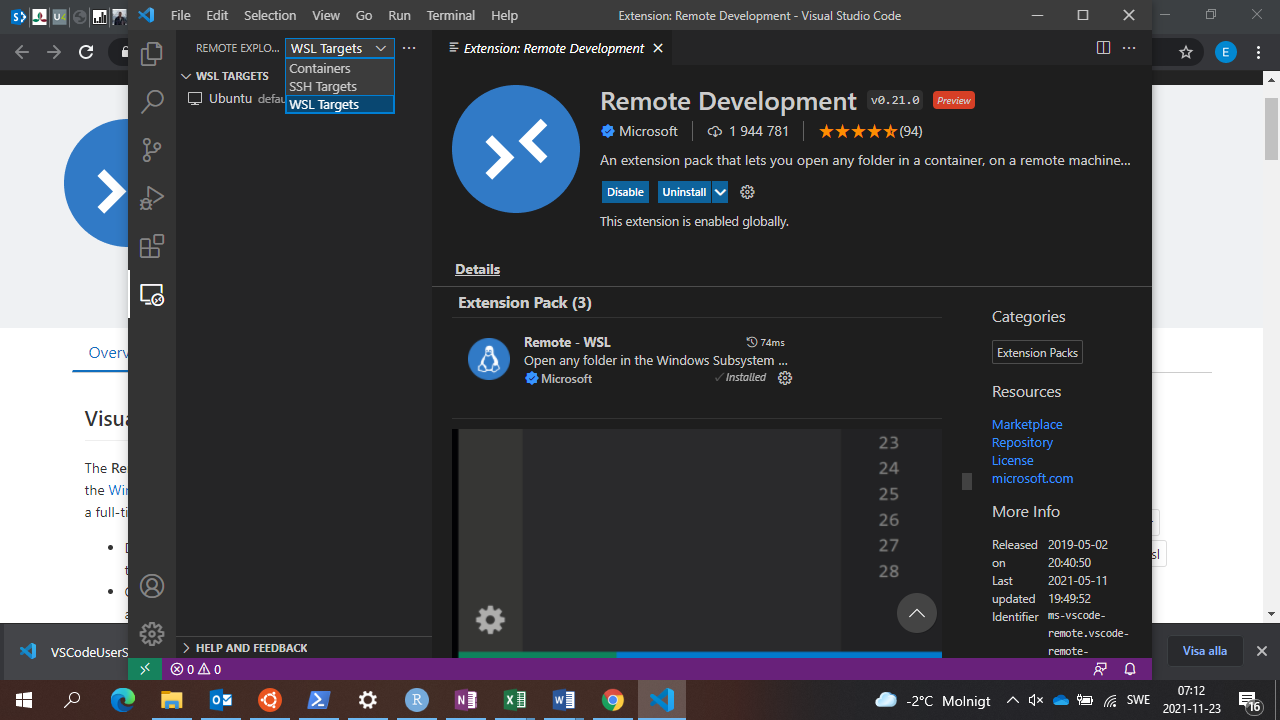 File Edit Selection View Go Run Terminal Help
Extension: Remote Development - Visual Studio Code
REMOTE EXPLO... WSL Targets
Containers
SSH Targets
WSL Targets
WSL TARGETS
Ubuntu defau
Extension: Remote Development
Remote Development v0.21.0 Preview
Microsoft 1 944 781 (94)
An extension pack that lets you open any folder in a container, on a remote machine...
Disable Uninstall
This extension is enabled globally.
Details
Extension Pack (3)
Remote - WSL 74ms
Open any folder in the Windows Subsystem ...
Microsoft Installed
23
24
25
26
27
28
Categories
Extension Packs
Resources
Marketplace
Repository
License
microsoft.com
More Info
Released on 2019-05-02 20:40:50
Last updated 2021-05-11 19:49:52
Identifier ms-vscode-
remote.vscode-
remote-
HELP AND FEEDBACK
0 0
E
Overv
Visua
The Re
the Win
a full-ti
VSCodeUserS
Visa alla
-2°C Molnigt
SWE
07:12
2021-11-23
16